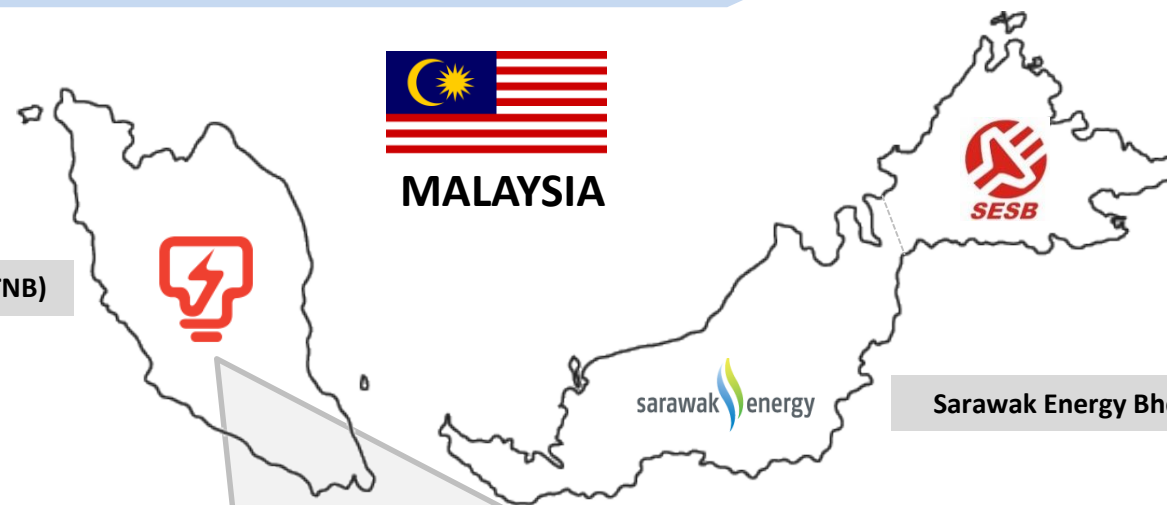 MALAYSIA
SESB
NB)
sarawak energy
Sarawak Energy Bh